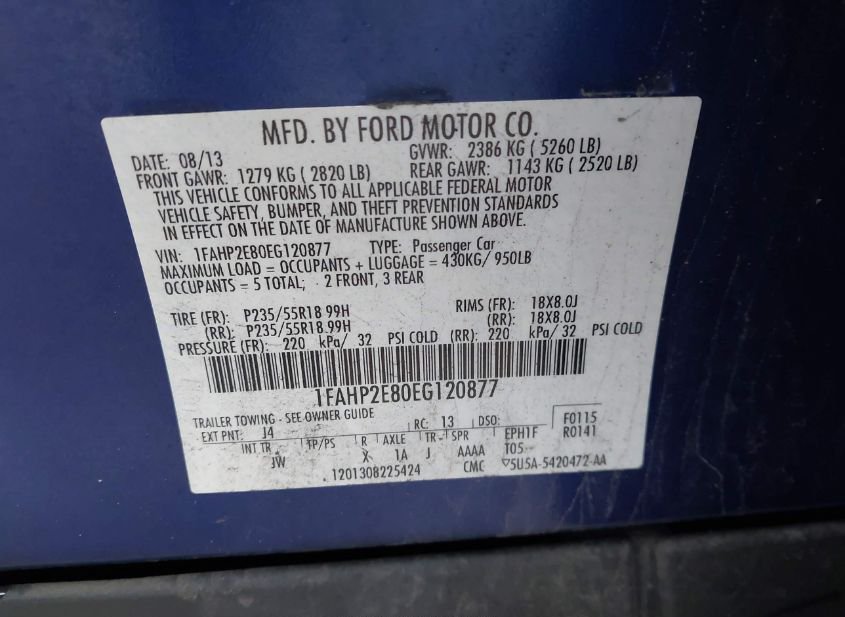 MFD. BY FORD MOTOR CO.
DATE: 08/13 GVWR: 2386 KG ( 5260 LB)
FRONT GAWR: 1279 KG ( 2820 LB) REAR GAWR: 1143 KG ( 2520 LB)
THIS VEHICLE CONFORMS TO ALL APPLICABLE FEDERAL MOTOR
VEHICLE SAFETY, BUMPER, AND THEFT PREVENTION STANDARDS
IN EFFECT ON THE DATE OF MANUFACTURE SHOWN ABOVE.
VIN: 1FAHP2E80EG120877 TYPE: Passenger Car
MAXIMUM LOAD = OCCUPANTS + LUGGAGE = 430KG/ 950LB
OCCUPANTS = 5 TOTAL; 2 FRONT, 3 REAR
TIRE (FR): P235/55R18 99H RIMS (FR): 18X8.0J
(RR): P235/55R18 99H (RR): 18X8.0J
PRESSURE (FR): 220 kPa/ 32 PSI COLD (RR): 220 kPa/ 32 PSI COLD
1FAHP2E80EG120877
TRAILER TOWING - SEE OWNER GUIDE
EXT PNT: J4 RC: 13 DSO: F0115
R0141
INT TR TP/PS R AXLE TR- SPR EPH1F
JW X 1A J AAAA T05
1201308225424 CMC ▽5U5A-5420472-AA